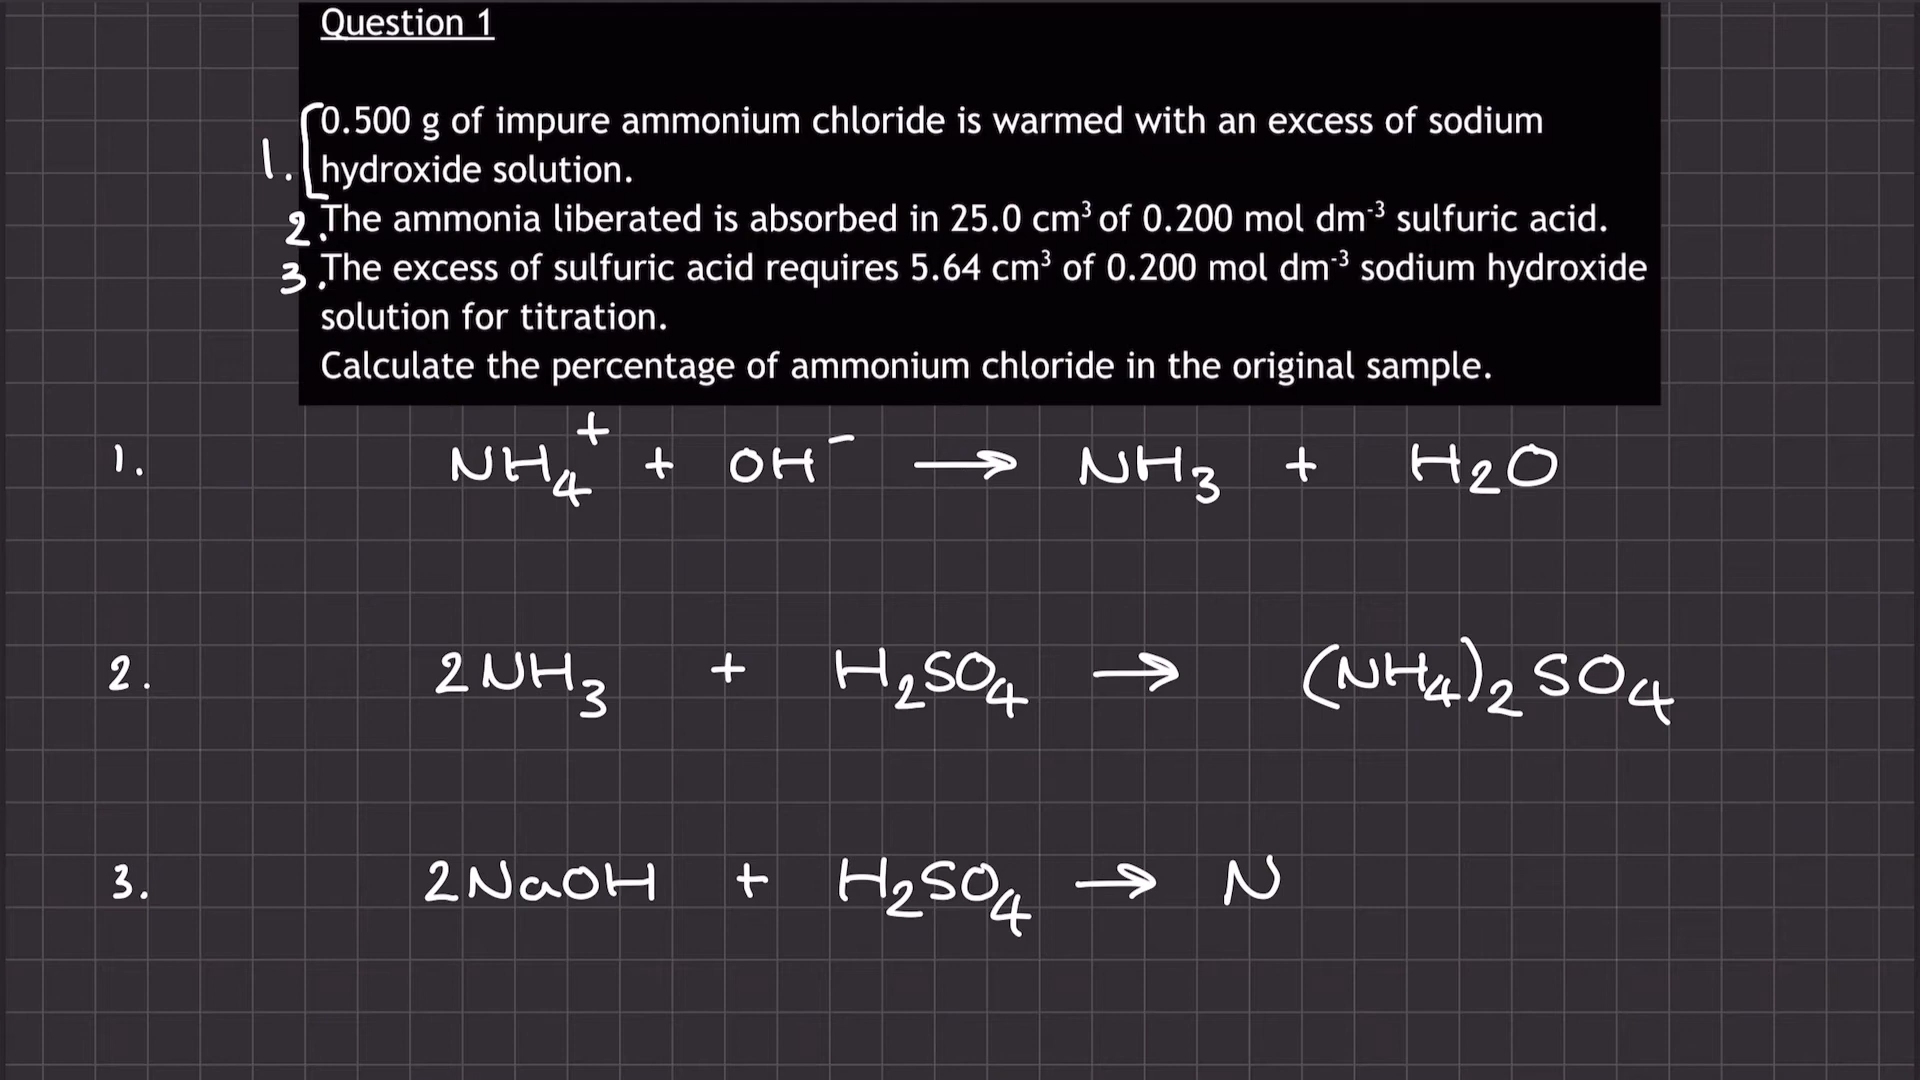 Question 1
0.500 g of impure ammonium chloride is warmed with an excess of sodium
1. hydroxide solution.
2. The ammonia liberated is absorbed in 25.0 cm³ of 0.200 mol dm⁻³ sulfuric acid.
3. The excess of sulfuric acid requires 5.64 cm³ of 0.200 mol dm⁻³ sodium hydroxide
solution for titration.
Calculate the percentage of ammonium chloride in the original sample.
1. NH₄⁺ + OH⁻ → NH₃ + H₂O
2. 2NH₃ + H₂SO₄ → (NH₄)₂SO₄
3. 2NaOH + H₂SO₄ → N